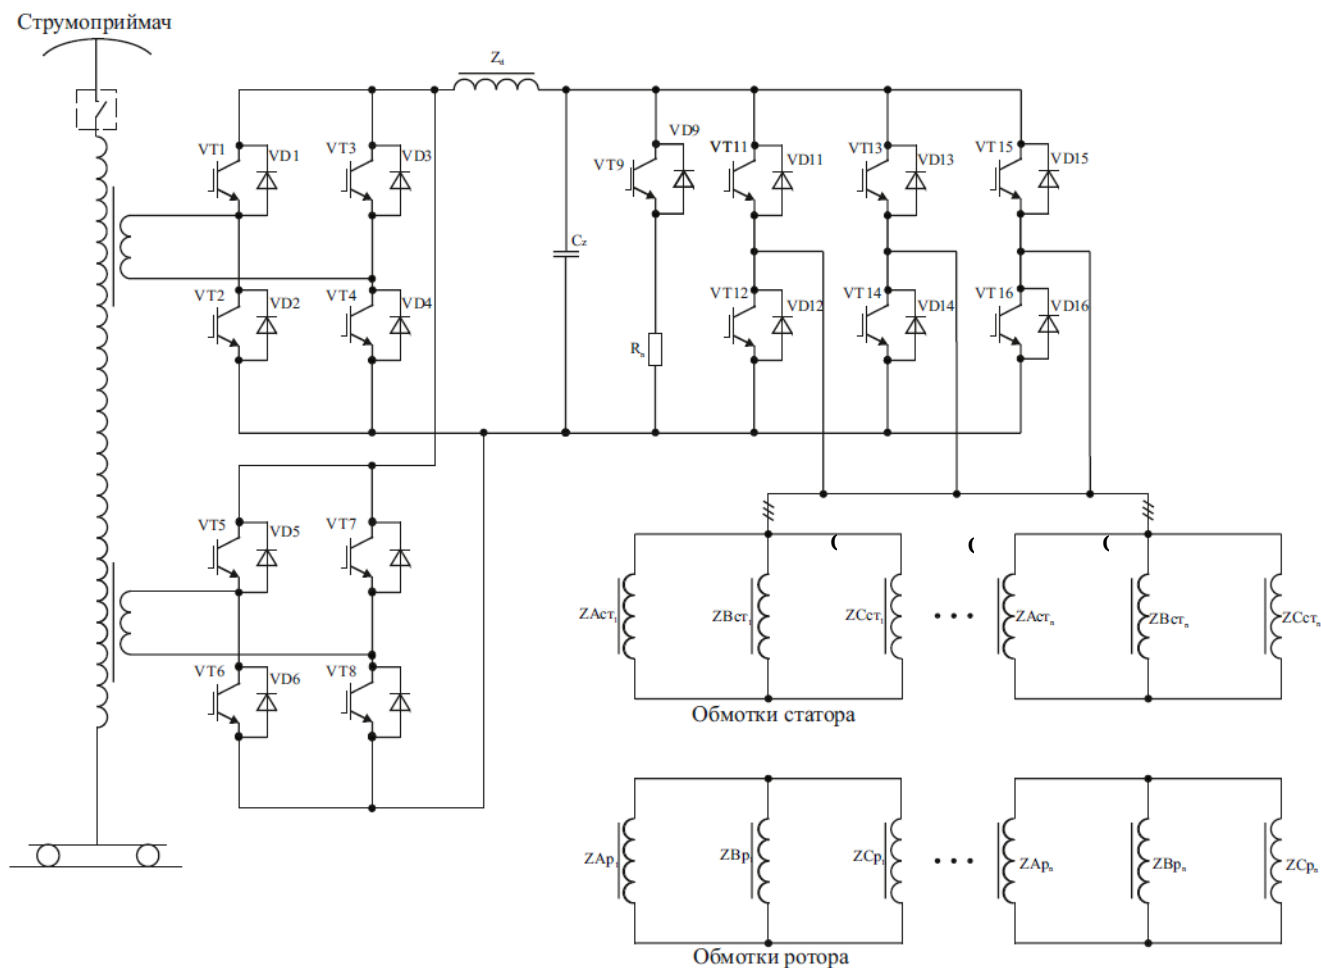 Струмоприймач
Zd
VT1
VD1
VT3
VD3
VD9
VT9
VT11
VD11
VT13
VD13
VT15
VD15
Cz
VT2
VD2
VT4
VD4
VT12
VD12
VT14
VD14
VT16
VD16
Rn
VT5
VD5
VT7
ZAст1
ZBст1
ZCст1
• • •
ZAстn
ZBстn
ZCстn
VT6
VD6
VT8
Обмотки статора
ZAр1
ZBр1
ZCр1
• • •
ZAрn
ZBрn
ZCрn
Обмотки ротора